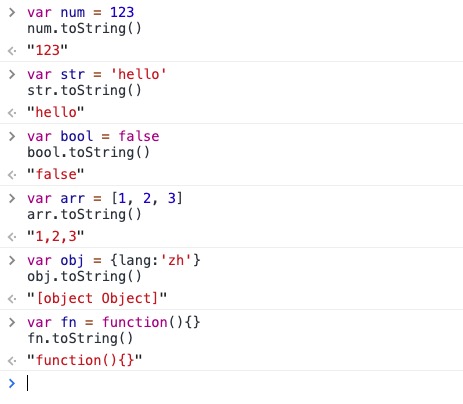 > var num = 123
num.toString()
<· "123"
> var str = 'hello'
str.toString()
<· "hello"
> var bool = false
bool.toString()
<· "false"
> var arr = [1, 2, 3]
arr.toString()
<· "1,2,3"
> var obj = {lang:'zh'}
obj.toString()
<· "[object Object]"
> var fn = function(){}
fn.toString()
<· "function(){}"
>